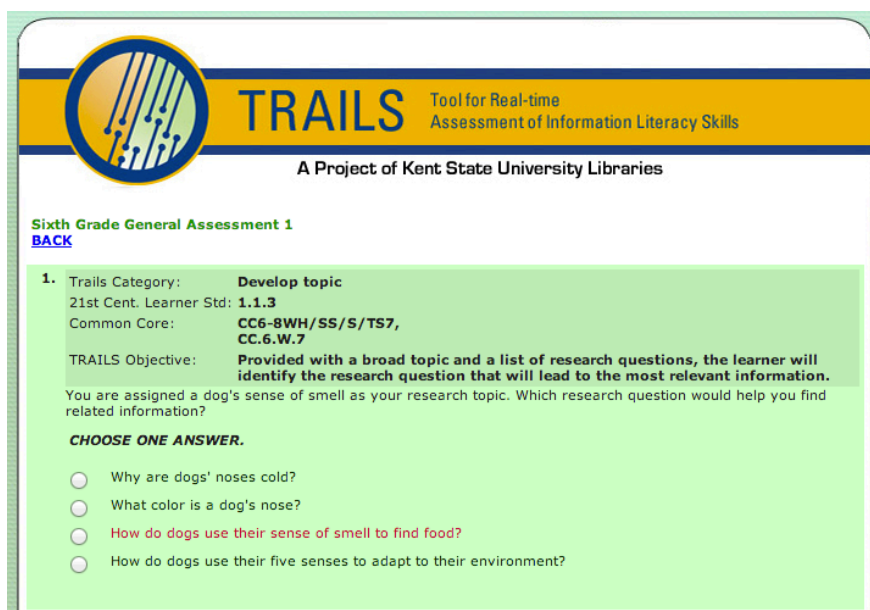 TRAILS
Tool for Real-time
Assessment of Information Literacy Skills
A Project of Kent State University Libraries
Sixth Grade General Assessment 1
BACK
1. Trails Category: Develop topic
21st Cent. Learner Std: 1.1.3
Common Core: CC6-8WH/SS/S/TS7,
CC.6.W.7
TRAILS Objective: Provided with a broad topic and a list of research questions, the learner will
identify the research question that will lead to the most relevant information.
You are assigned a dog's sense of smell as your research topic. Which research question would help you find
related information?
CHOOSE ONE ANSWER.
Why are dogs' noses cold?
What color is a dog's nose?
How do dogs use their sense of smell to find food?
How do dogs use their five senses to adapt to their environment?